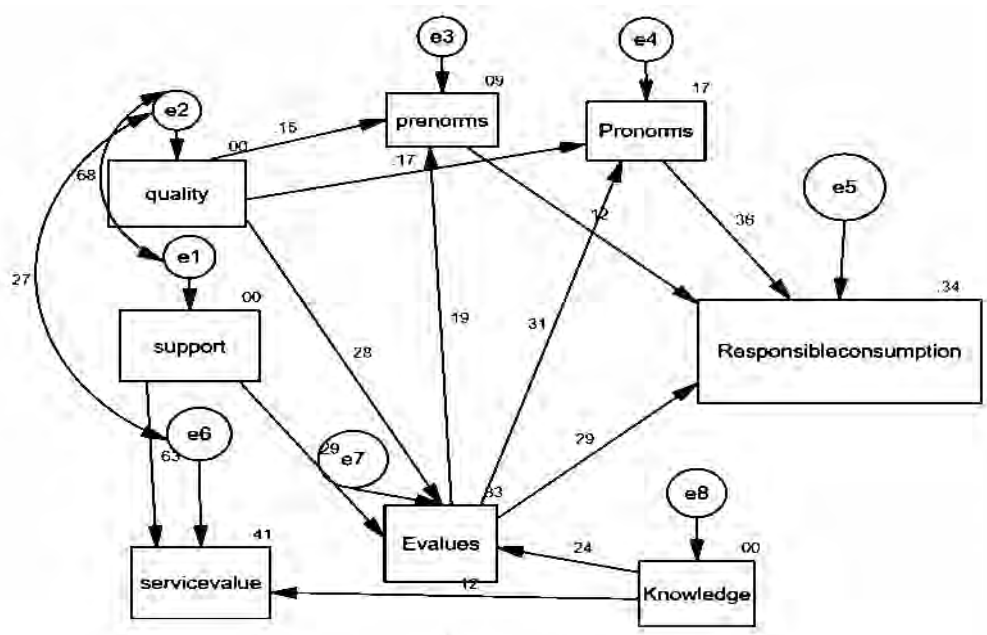 e3
e4
09
17
e2
prenorms
Pronorms
15
00
17
68
quality
e5
12
36
e1
27
00
.34
support
19
31
Responsibleconsumption
28
e6
29
e7
29
63
e8
33
41
Evalues
24
00
servicevalue
12
Knowledge